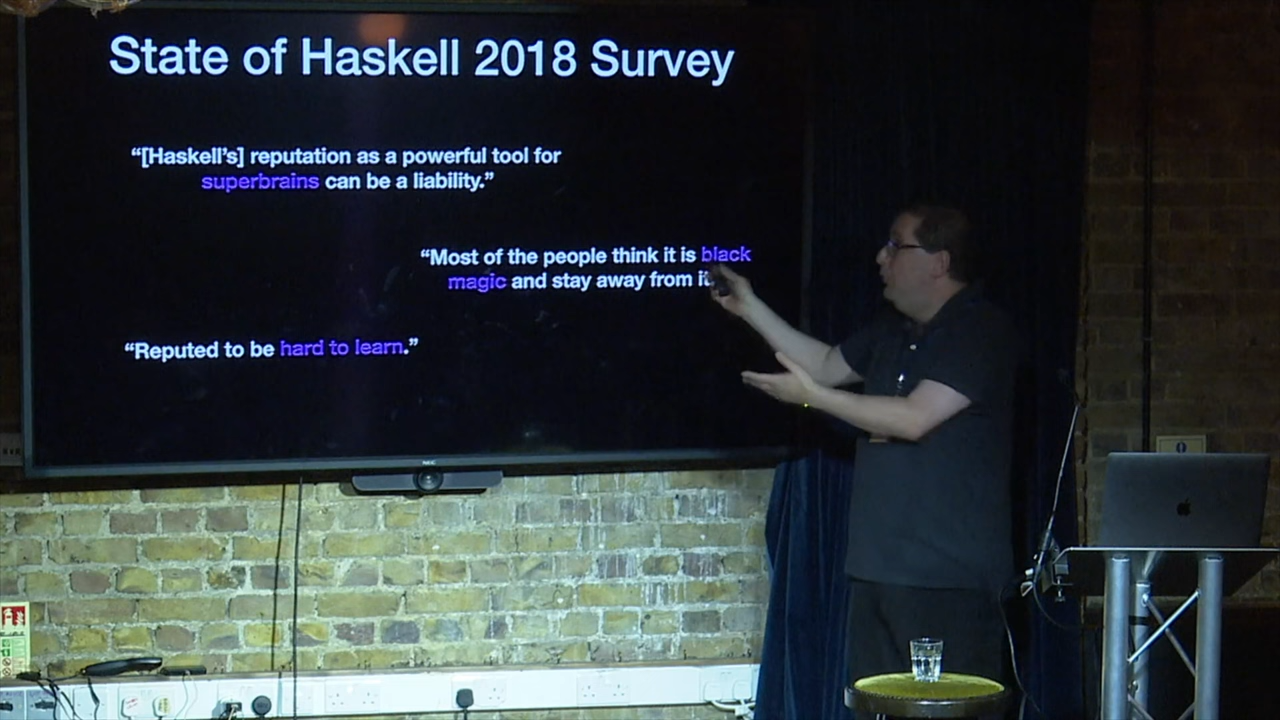 State of Haskell 2018 Survey
“[Haskell’s] reputation as a powerful tool for
superbrains can be a liability.”
“Most of the people think it is black
magic and stay away from it
“Reputed to be hard to learn.”
NEC